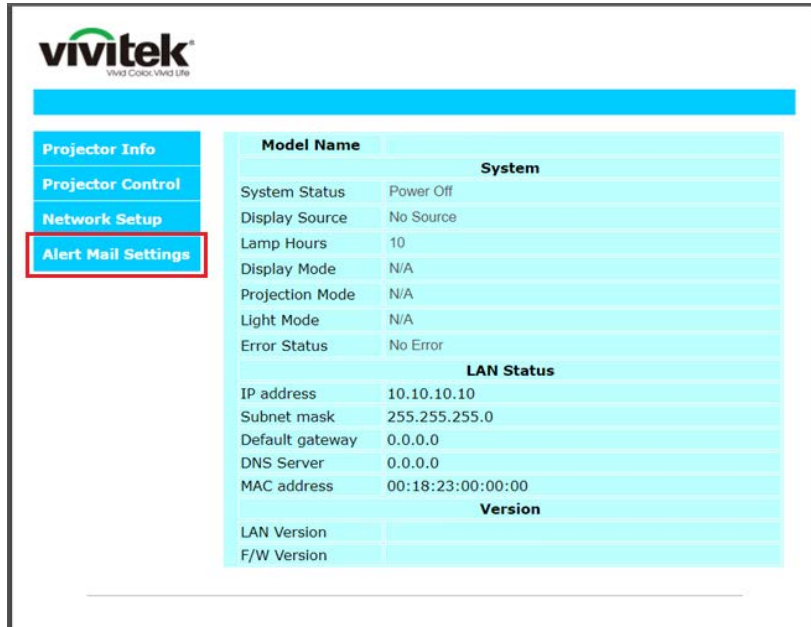 vivitek®
Vivid Color. Vivid Life
Projector Info
Projector Control
Network Setup
Alert Mail Settings
Model Name
System
System Status Power Off
Display Source No Source
Lamp Hours 10
Display Mode N/A
Projection Mode N/A
Light Mode N/A
Error Status No Error
LAN Status
IP address 10.10.10.10
Subnet mask 255.255.255.0
Default gateway 0.0.0.0
DNS Server 0.0.0.0
MAC address 00:18:23:00:00:00
Version
LAN Version
F/W Version